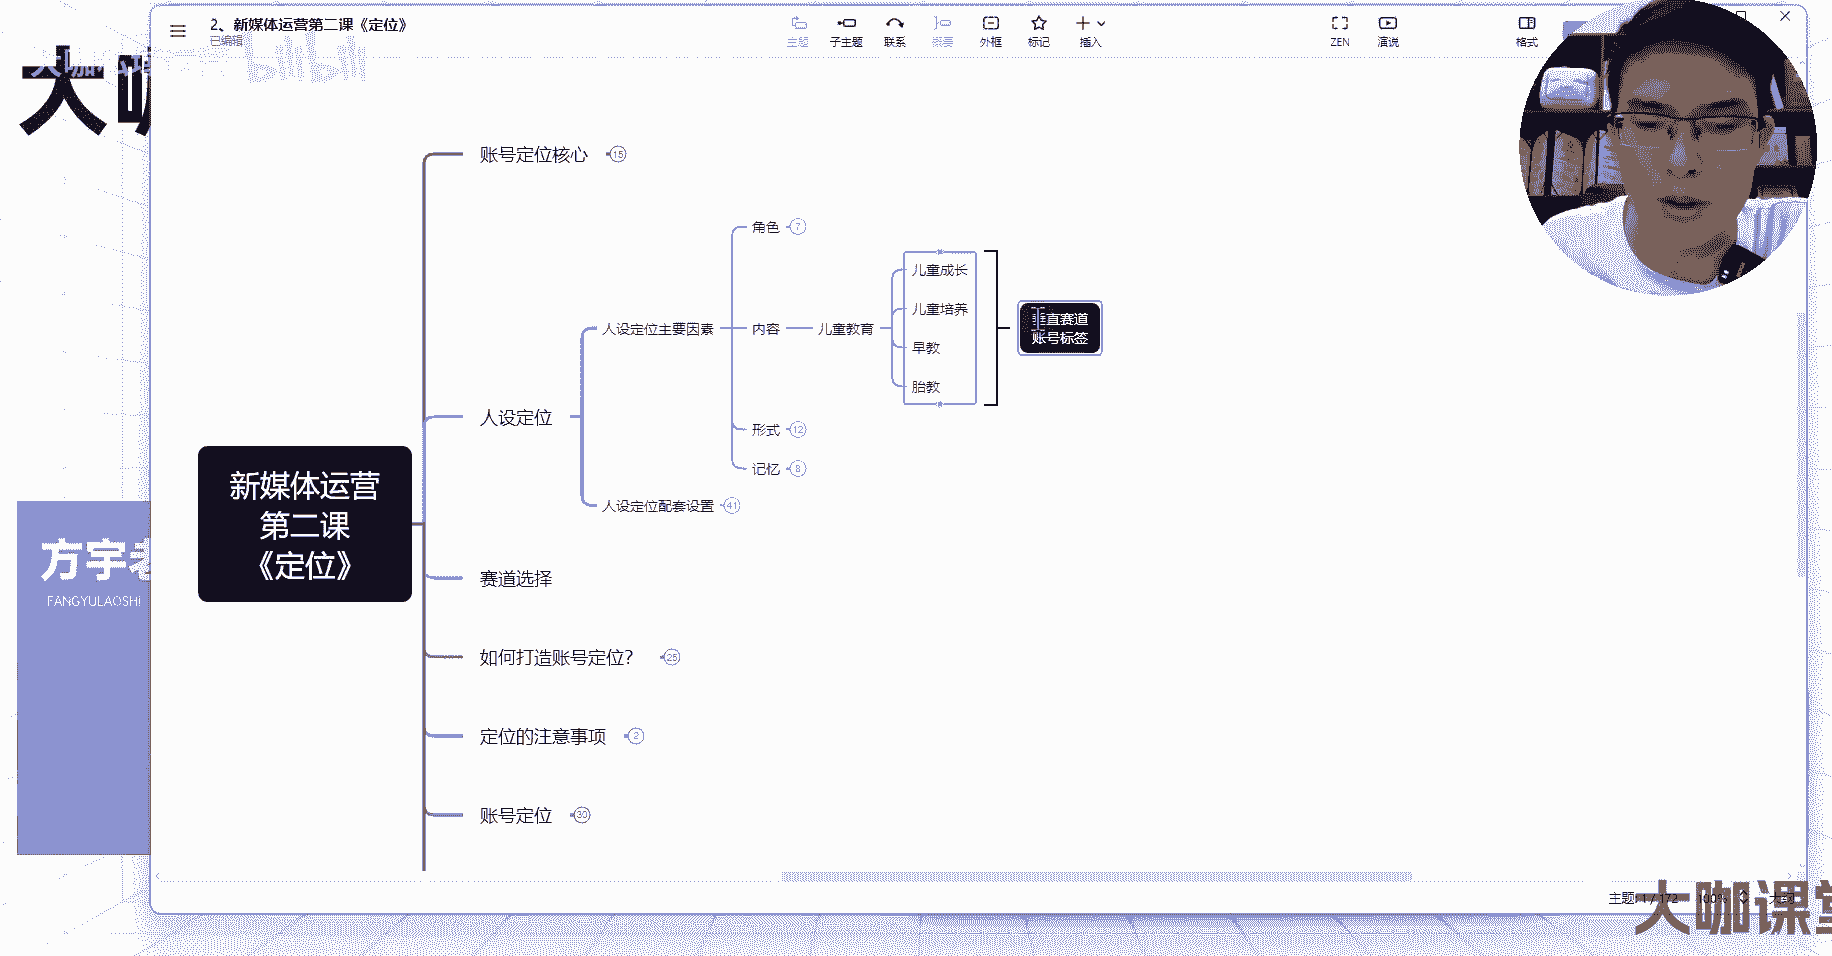 2、新媒体运营第二课《定位》
已编辑
主题
子主题
联系
概要
外框
标记
插入
ZEN
演说
格式
bilibili
大咖
账号定位核心 15
角色 7
儿童成长
儿童培养
人设定位主要因素
内容
儿童教育
垂直赛道
账号标签
早教
胎教
人设定位
形式 12
记忆 8
人设定位配套设置 41
新媒体运营
第二课
《定位》
赛道选择
如何打造账号定位? 25
定位的注意事项 2
账号定位 30
方宇老
FANGYULAOSHI
主题: 1 / 172
100%
大纲
大咖课堂